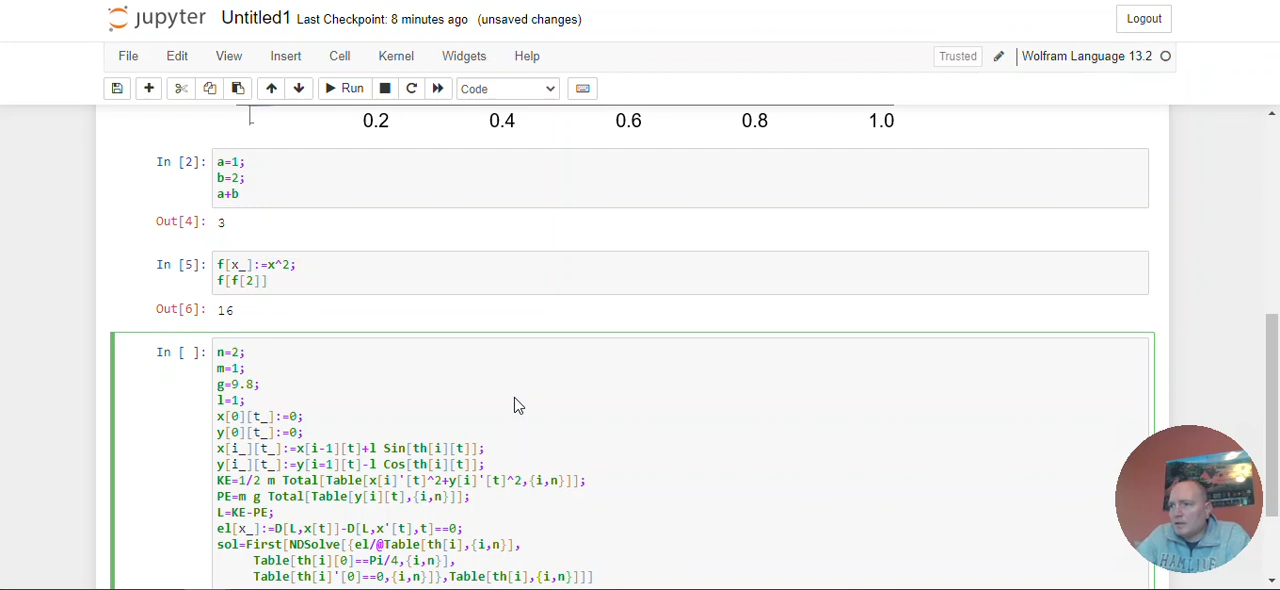 jupyter Untitled1 Last Checkpoint: 8 minutes ago (unsaved changes) Logout
File Edit View Insert Cell Kernel Widgets Help Trusted Wolfram Language 13.2
Run Code
0.2 0.4 0.6 0.8 1.0
In [2]: a=1;
b=2;
a+b
Out[4]: 3
In [5]: f[x_]:=x^2;
f[f[2]]
Out[6]: 16
In [ ]: n=2;
m=1;
g=9.8;
l=1;
x[0][t_]:=0;
y[0][t_]:=0;
x[i_][t_]:=x[i-1][t]+l Sin[th[i][t]];
y[i_][t_]:=y[i=1][t]-l Cos[th[i][t]];
KE=1/2 m Total[Table[x[i]'[t]^2+y[i]'[t]^2,{i,n}]];
PE=m g Total[Table[y[i][t],{i,n}]];
L=KE-PE;
el[x_]:=D[L,x[t]]-D[L,x'[t],t]==0;
sol=First[NDSolve[{el/@Table[th[i],{i,n}],
Table[th[i][0]==Pi/4,{i,n}],
Table[th[i]'[0]==0,{i,n}]},Table[th[i],{i,n}]]]
HAMLINE